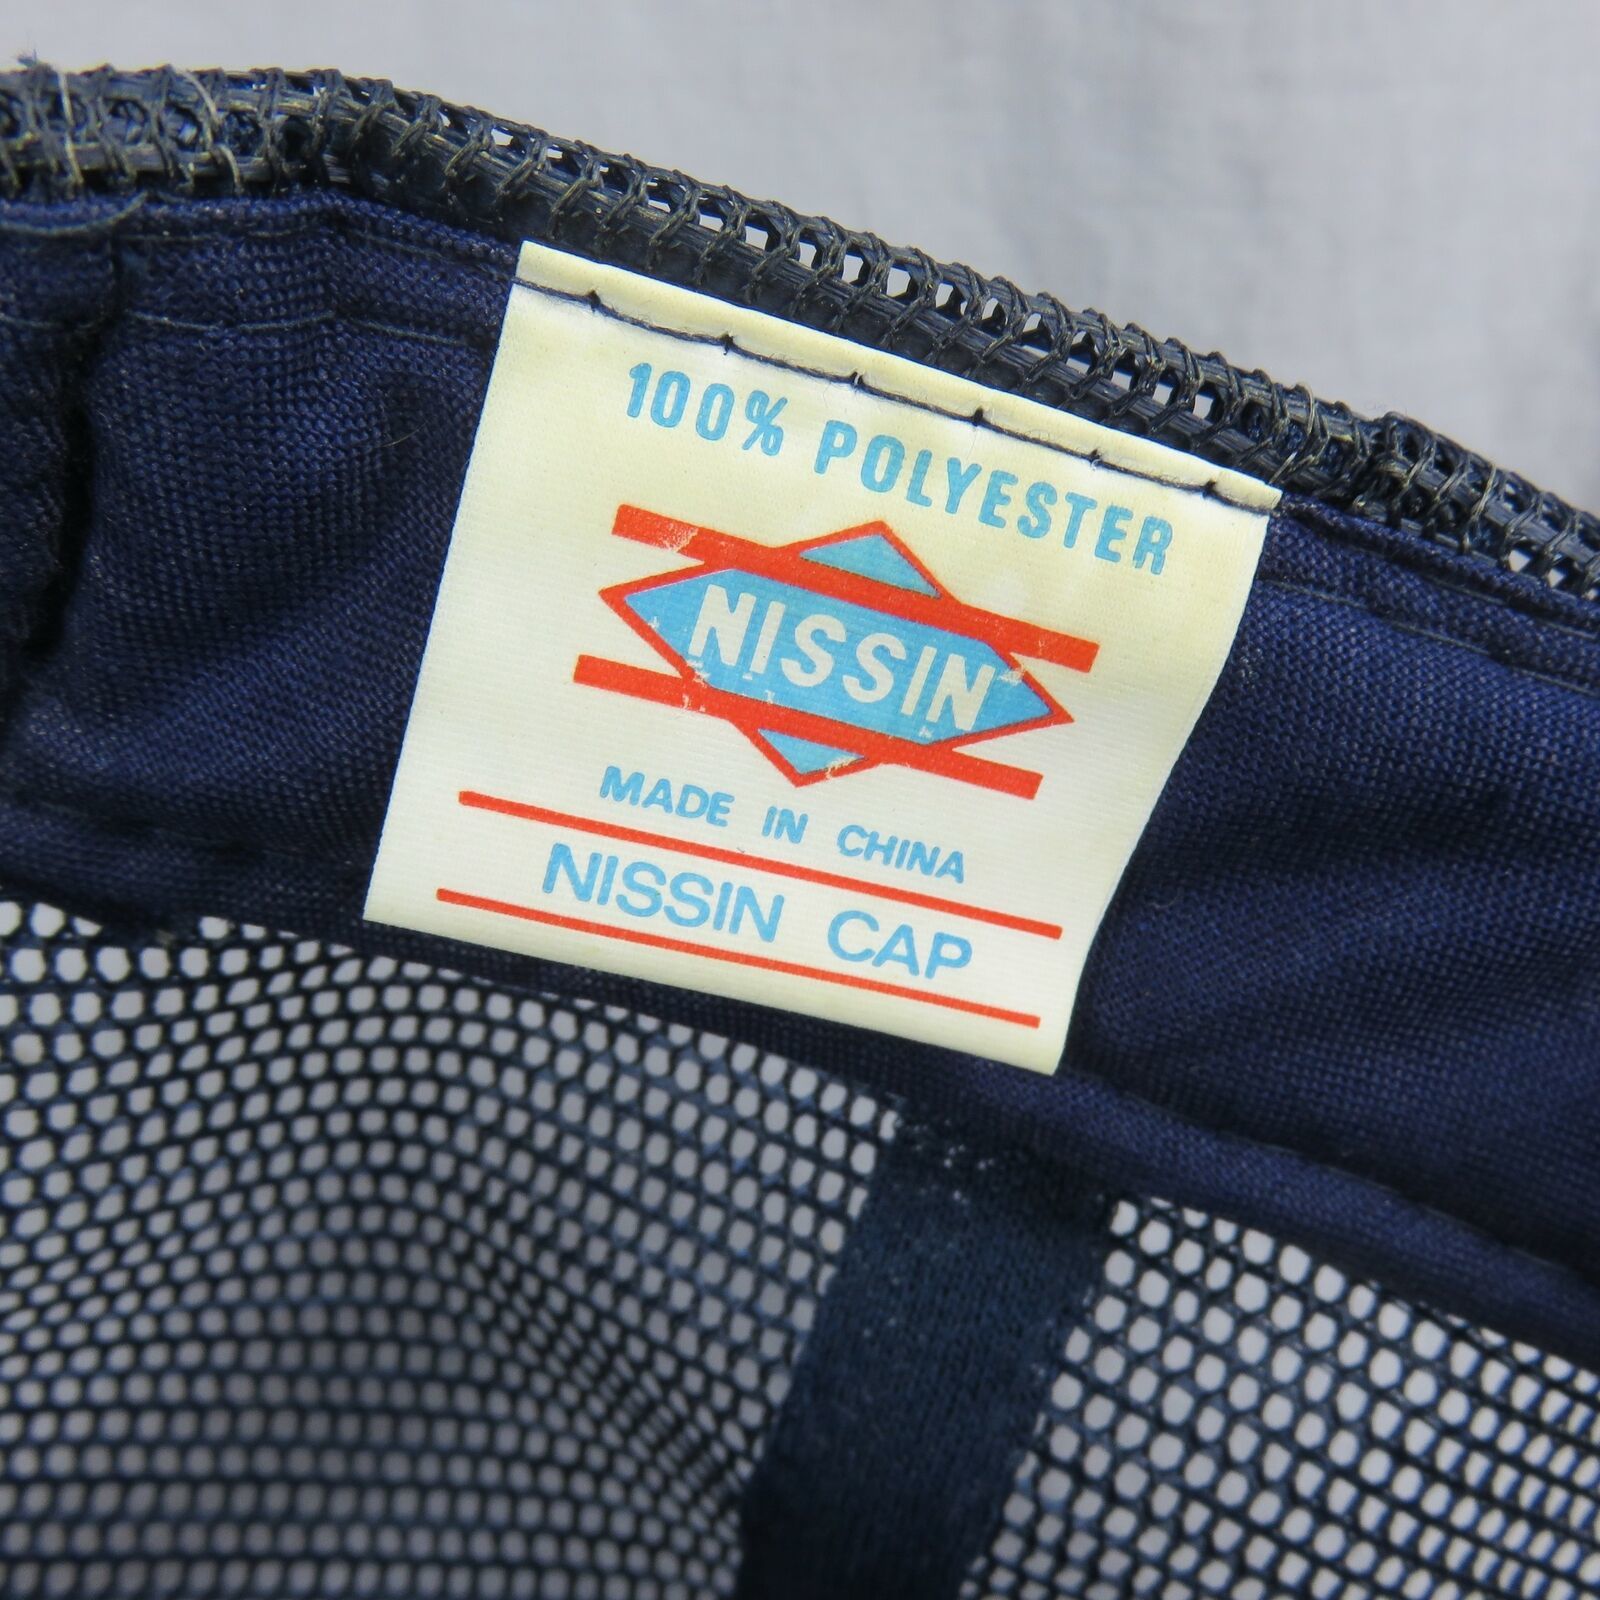 100% POLYESTER
NISSIN
MADE IN CHINA
NISSIN CAP